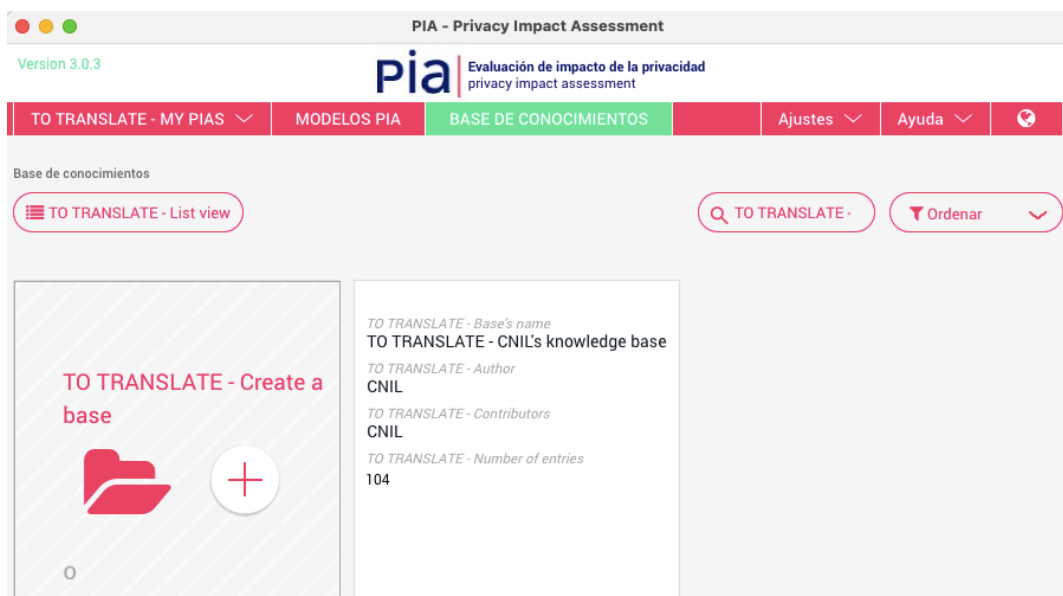 PIA - Privacy Impact Assessment
Version 3.0.3
pia Evaluación de impacto de la privacidad
privacy impact assessment
TO TRANSLATE - MY PIAS MODELOS PIA BASE DE CONOCIMIENTOS Ajustes Ayuda
Base de conocimientos
TO TRANSLATE - List view TO TRANSLATE - Ordenar
TO TRANSLATE - Create a
base
O
TO TRANSLATE - Base's name
TO TRANSLATE - CNIL's knowledge base
TO TRANSLATE - Author
CNIL
TO TRANSLATE - Contributors
CNIL
TO TRANSLATE - Number of entries
104